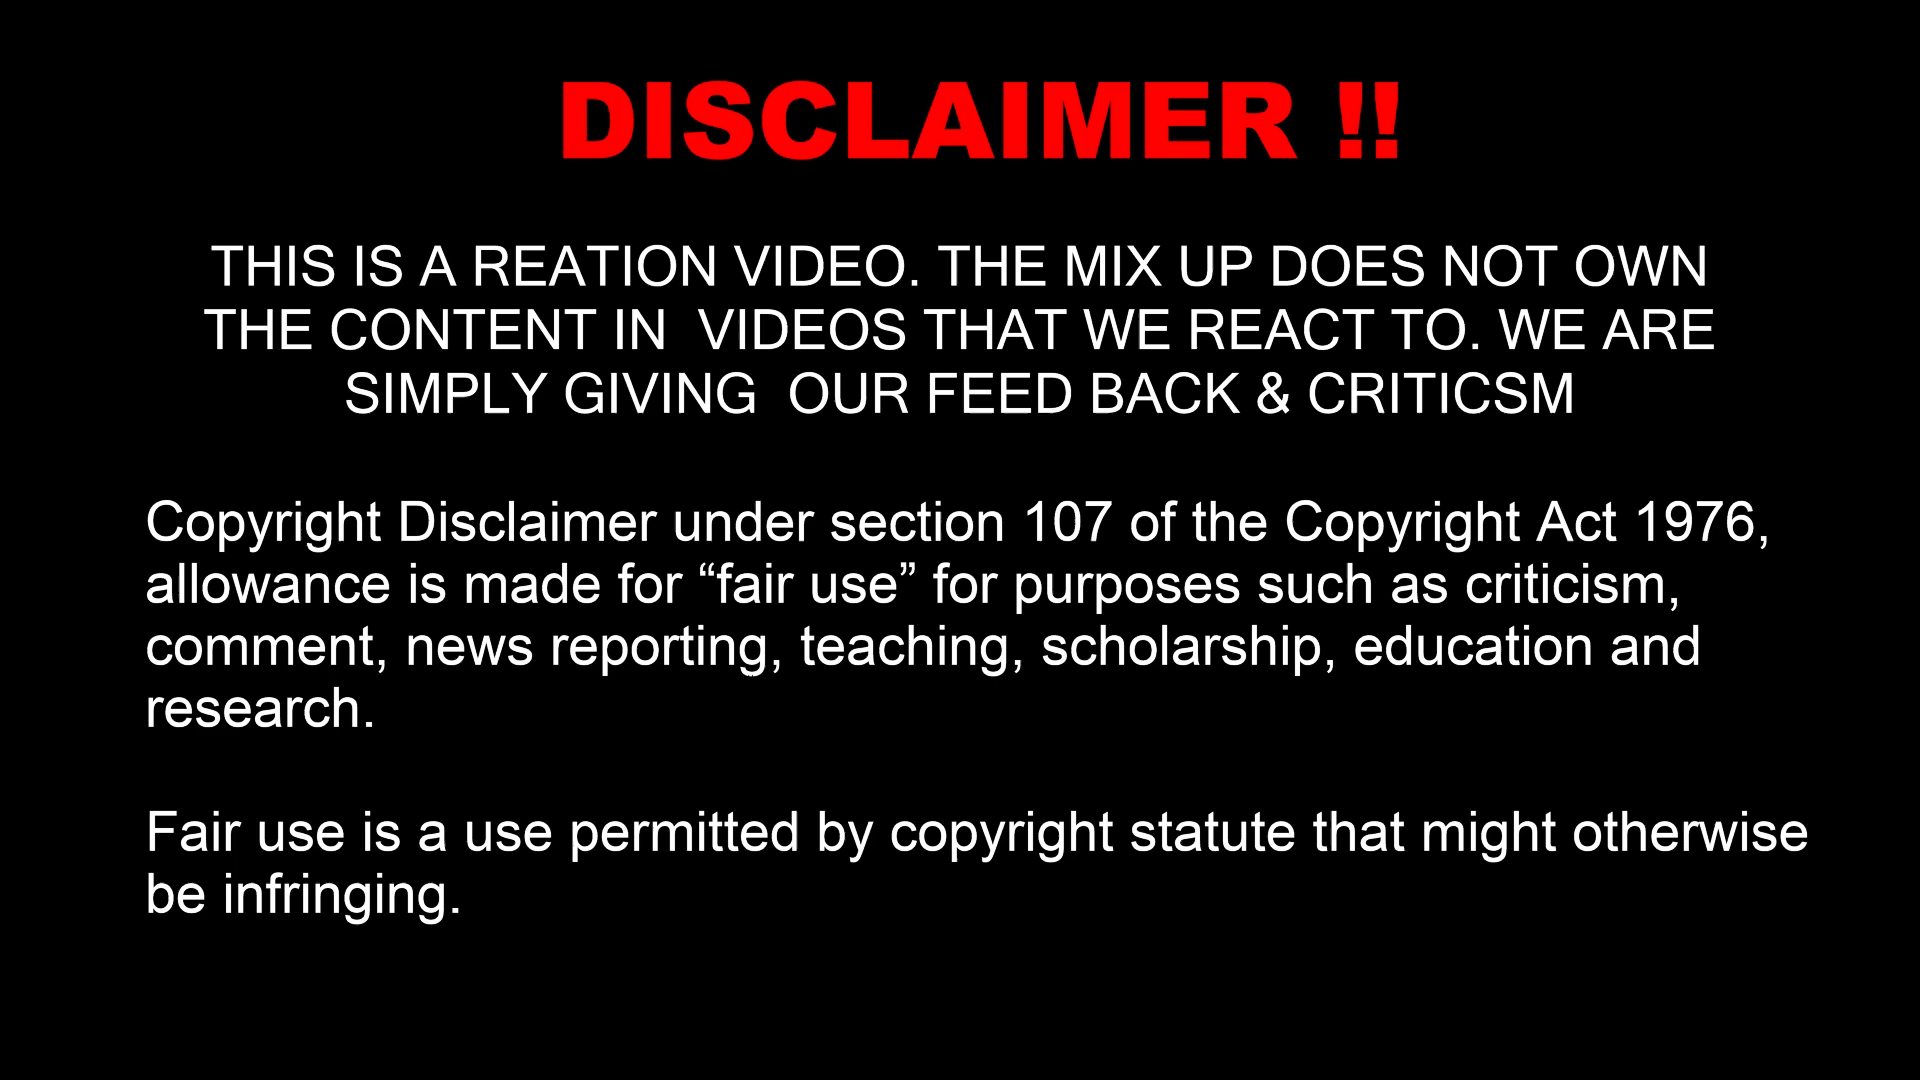 DISCLAIMER !!
THIS IS A REATION VIDEO. THE MIX UP DOES NOT OWN
THE CONTENT IN  VIDEOS THAT WE REACT TO. WE ARE
SIMPLY GIVING  OUR FEED BACK & CRITICSM
Copyright Disclaimer under section 107 of the Copyright Act 1976,
allowance is made for “fair use” for purposes such as criticism,
comment, news reporting, teaching, scholarship, education and
research.
Fair use is a use permitted by copyright statute that might otherwise
be infringing.